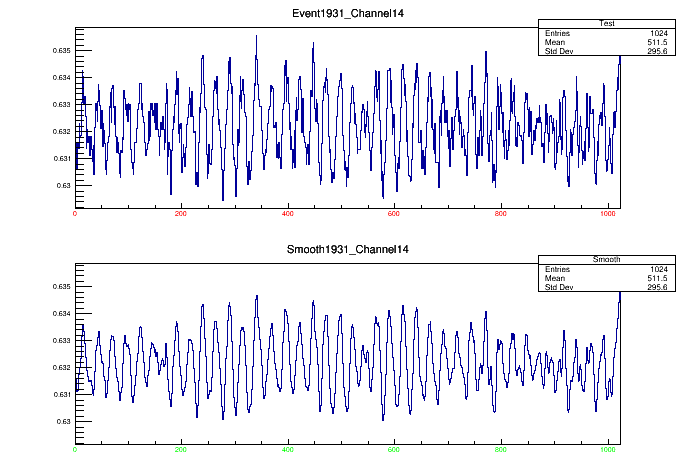 Event1931_Channel14
Test
Entries 1024
Mean 511.5
Std Dev 295.6
0.635
0.634
0.633
0.632
0.631
0.63
0 200 400 600 800 1000
Smooth1931_Channel14
Smooth
Entries 1024
Mean 511.5
Std Dev 295.6
0.635
0.634
0.633
0.632
0.631
0.63
0 200 400 600 800 1000